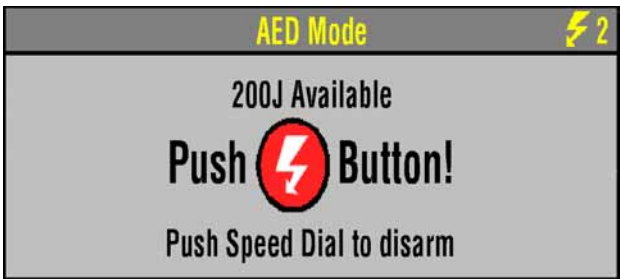 AED Mode 2
200J Available
Push Button!
Push Speed Dial to disarm